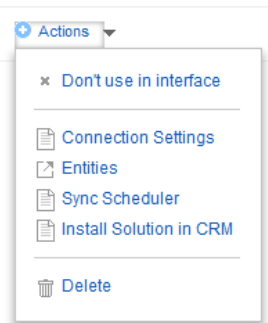 Actions
Don't use in interface
Connection Settings
Entities
Sync Scheduler
Install Solution in CRM
Delete